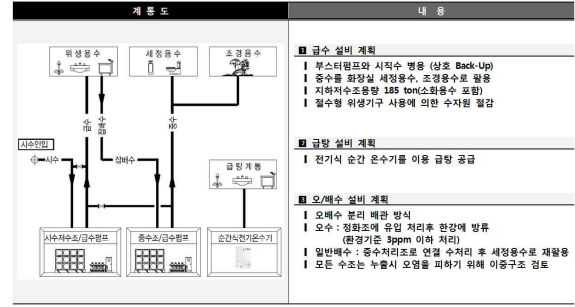 계 통 도
내 용
위생용수
세정용수
조경용수
급수
잡배수
중수
시수인입
시수
잡배수
급탕계통
시수저수조/급수펌프
중수조/급수펌프
순간식전기온수기
1 급수 설비 계획
부스터펌프와 시직수 병용 (상호 Back-Up)
중수를 화장실 세정용수, 조경용수로 활용
지하저수조용량 185 ton(소화용수 포함)
절수형 위생기구 사용에 의한 수자원 절감
2 급탕 설비 계획
전기식 순간 온수기를 이용 급탕 공급
3 오/배수 설비 계획
오배수 분리 배관 방식
오수 : 정화조에 유입 처리후 한강에 방류
(환경기준 3ppm 이하 처리)
일반배수 : 중수처리조로 연결 수처리 후 세정용수로 재활용
모든 수조는 누출시 오염을 피하기 위해 이중구조 검토